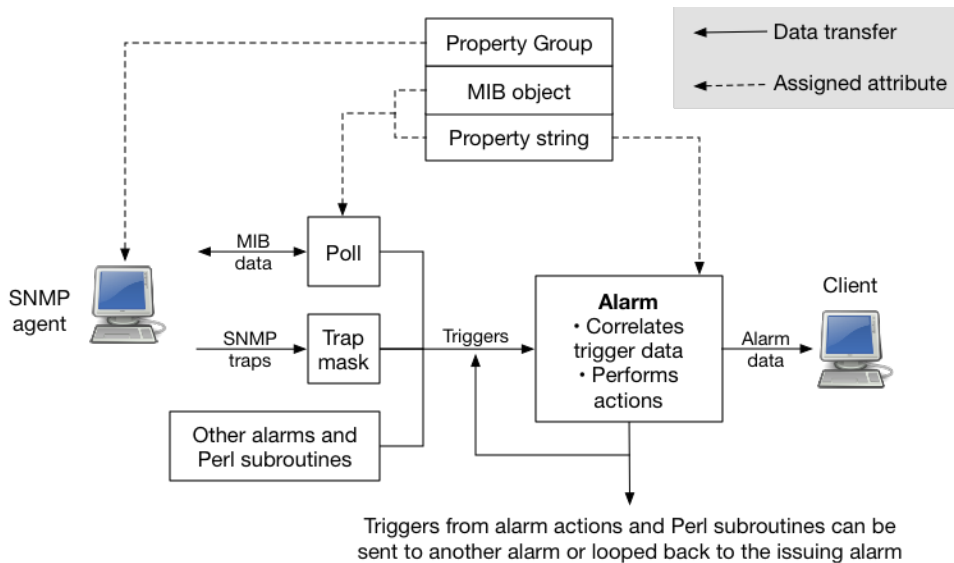 Property Group
MIB object
Property string
Data transfer
Assigned attribute
SNMP
agent
MIB
data
Poll
SNMP
traps
Trap
mask
Other alarms and
Perl subroutines
Triggers
Alarm
• Correlates
trigger data
• Performs
actions
Alarm
data
Client
Triggers from alarm actions and Perl subroutines can be
sent to another alarm or looped back to the issuing alarm